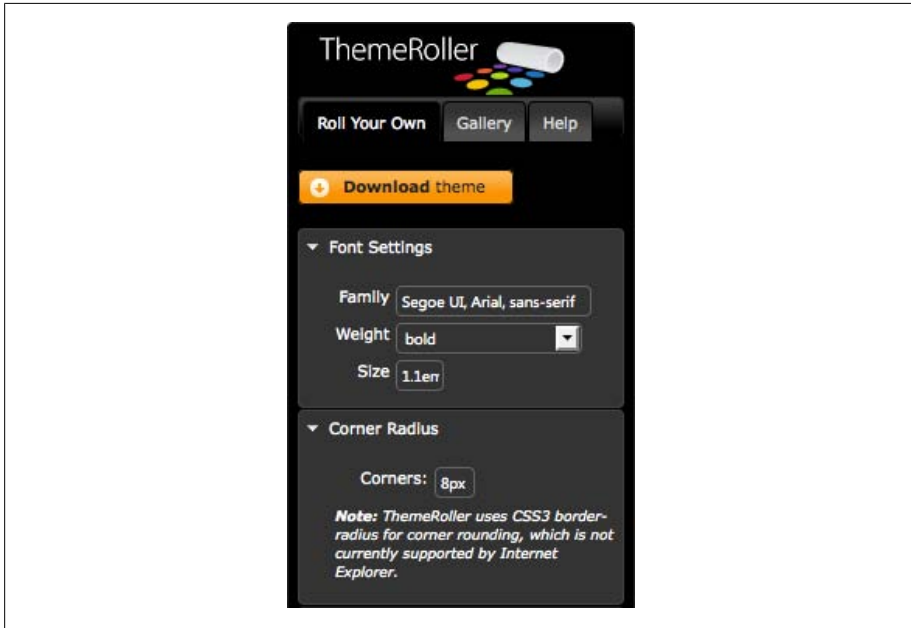 ThemeRoller
Roll Your Own Gallery Help
Download theme
Font Settings
Family Segoe UI, Arial, sans-serif
Weight bold
Size 1.1em
Corner Radius
Corners: 8px
Note: ThemeRoller uses CSS3 border-
radius for corner rounding, which is not
currently supported by Internet
Explorer.